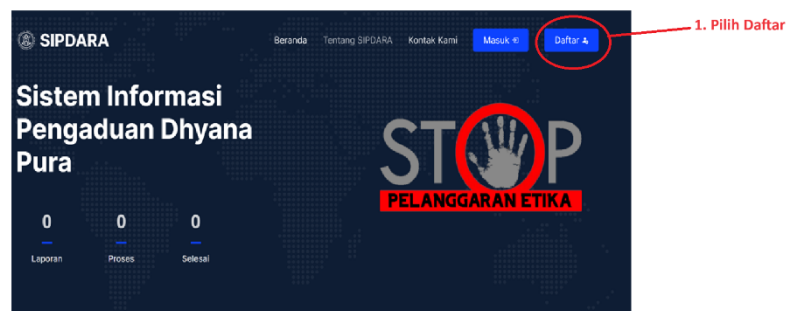 SIPDARA
Beranda Tentang SIPDARA Kontak Kami Masuk Daftar
1. Pilih Daftar
Sistem Informasi
Pengaduan Dhyana
Pura
STOP
PELANGGARAN ETIKA
0 0 0
Laporan Proses Selesai